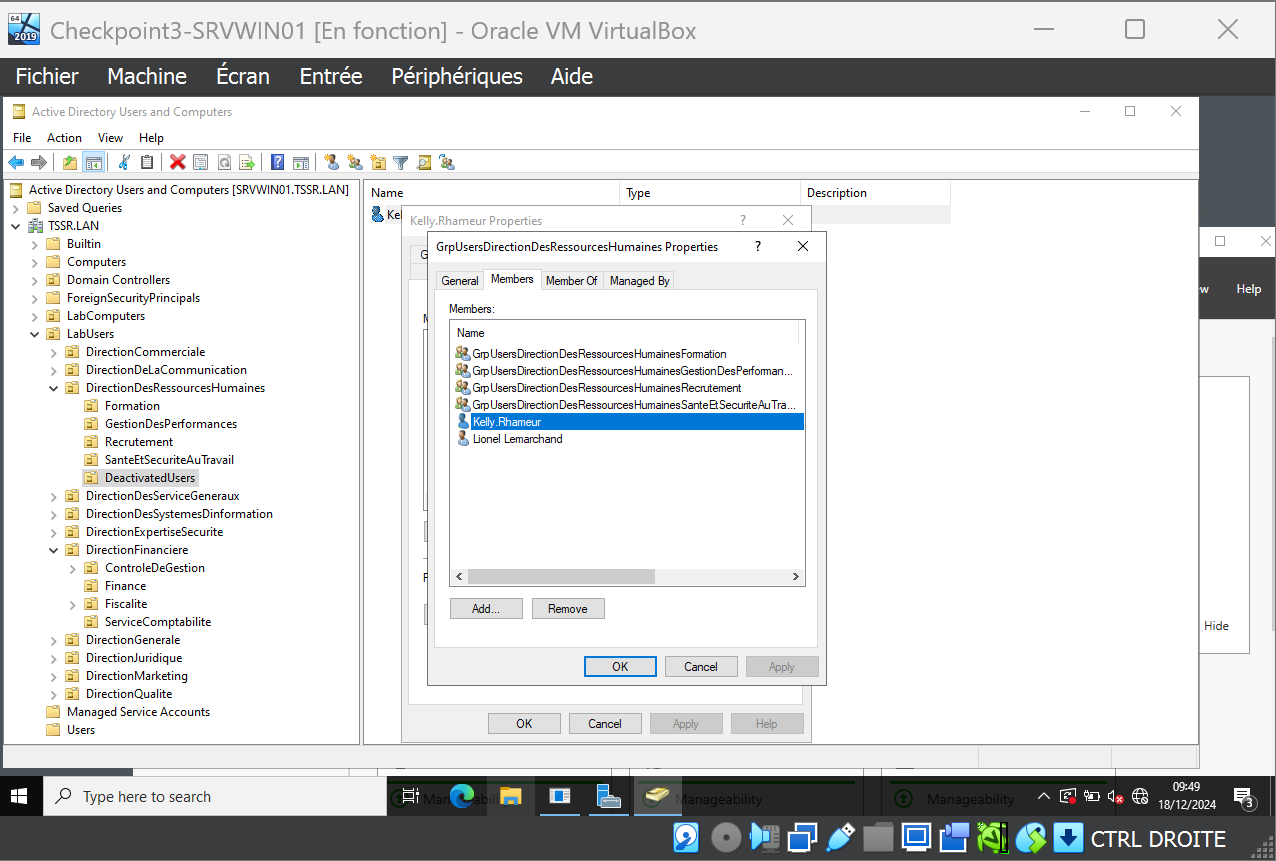 64
2019
Checkpoint3-SRVWIN01 [En fonction] - Oracle VM VirtualBox
Fichier Machine Écran Entrée Périphériques Aide
Active Directory Users and Computers
File Action View Help
Active Directory Users and Computers [SRVWIN01.TSSR.LAN]
Saved Queries
TSSR.LAN
Builtin
Computers
Domain Controllers
ForeignSecurityPrincipals
LabComputers
LabUsers
DirectionCommerciale
DirectionDeLaCommunication
DirectionDesRessourcesHumaines
Formation
GestionDesPerformances
Recrutement
SanteEtSecuriteAuTravail
DeactivatedUsers
DirectionDesServiceGeneraux
DirectionDesSystemesDinformation
DirectionExpertiseSecurite
DirectionFinanciere
ControleDeGestion
Finance
Fiscalite
ServiceComptabilite
DirectionGenerale
DirectionJuridique
DirectionMarketing
DirectionQualite
Managed Service Accounts
Users
Name Type Description
Kelly.Rhameur Properties ?
GrpUsersDirectionDesRessourcesHumaines Properties ?
General Members Member Of Managed By
Members:
Name
GrpUsersDirectionDesRessourcesHumainesFormation
GrpUsersDirectionDesRessourcesHumainesGestionDesPerforman...
GrpUsersDirectionDesRessourcesHumainesRecrutement
GrpUsersDirectionDesRessourcesHumainesSanteEtSecuriteAuTra...
Kelly.Rhameur
Lionel Lemarchand
Add... Remove
OK Cancel Apply
OK Cancel Apply Help
Help
Hide
Type here to search
Manageability
Manageability
Manageability
09:49
18/12/2024
3
CTRL DROITE